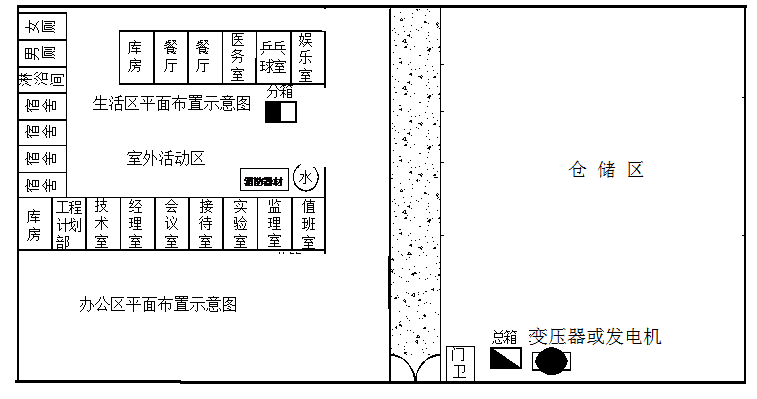 女厕
男厕
淋浴间
宿舍
宿舍
宿舍
宿舍
库房
餐厅
餐厅
医务室
乒乓球室
娱乐室
生活区平面布置示意图
分箱
室外活动区
消防器材
水
库房
工程计划部
技术室
经理室
会议室
接待室
实验室
监理室
值班室
办公区平面布置示意图
仓储区
总箱
变压器或发电机
门卫